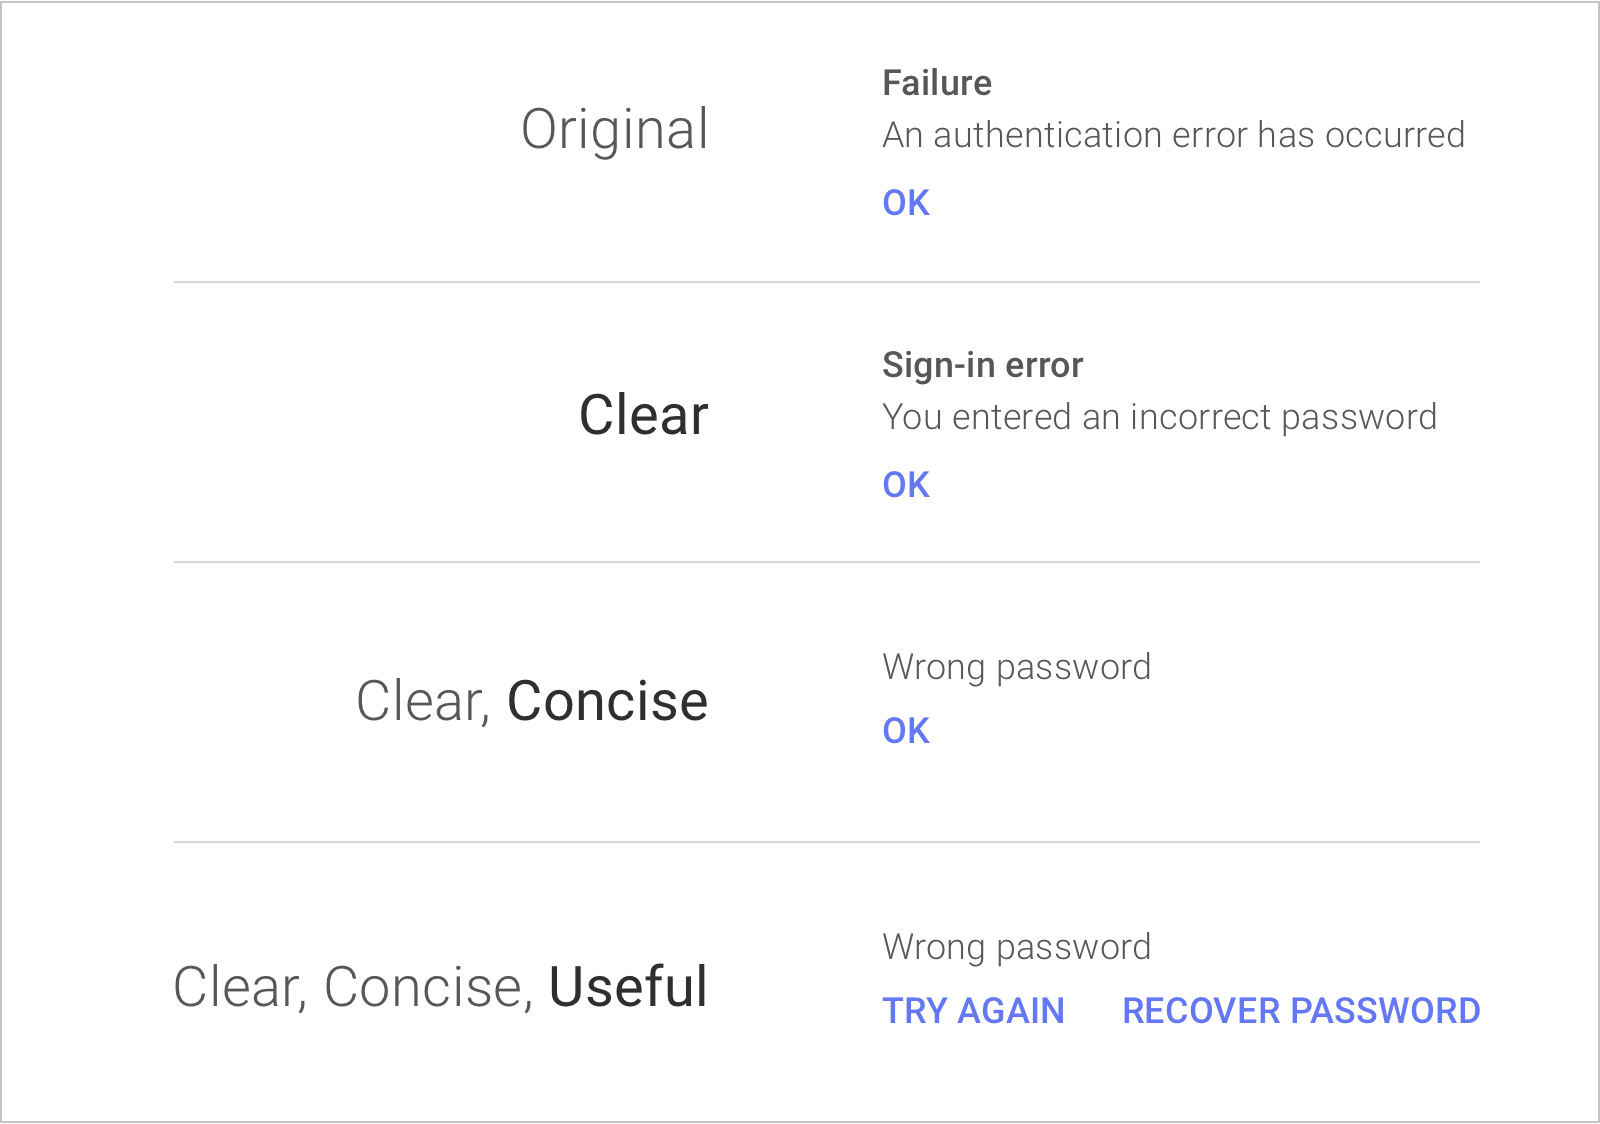 Original
Failure
An authentication error has occurred
OK
Clear
Sign-in error
You entered an incorrect password
OK
Clear, Concise
Wrong password
OK
Clear, Concise, Useful
Wrong password
TRY AGAIN RECOVER PASSWORD